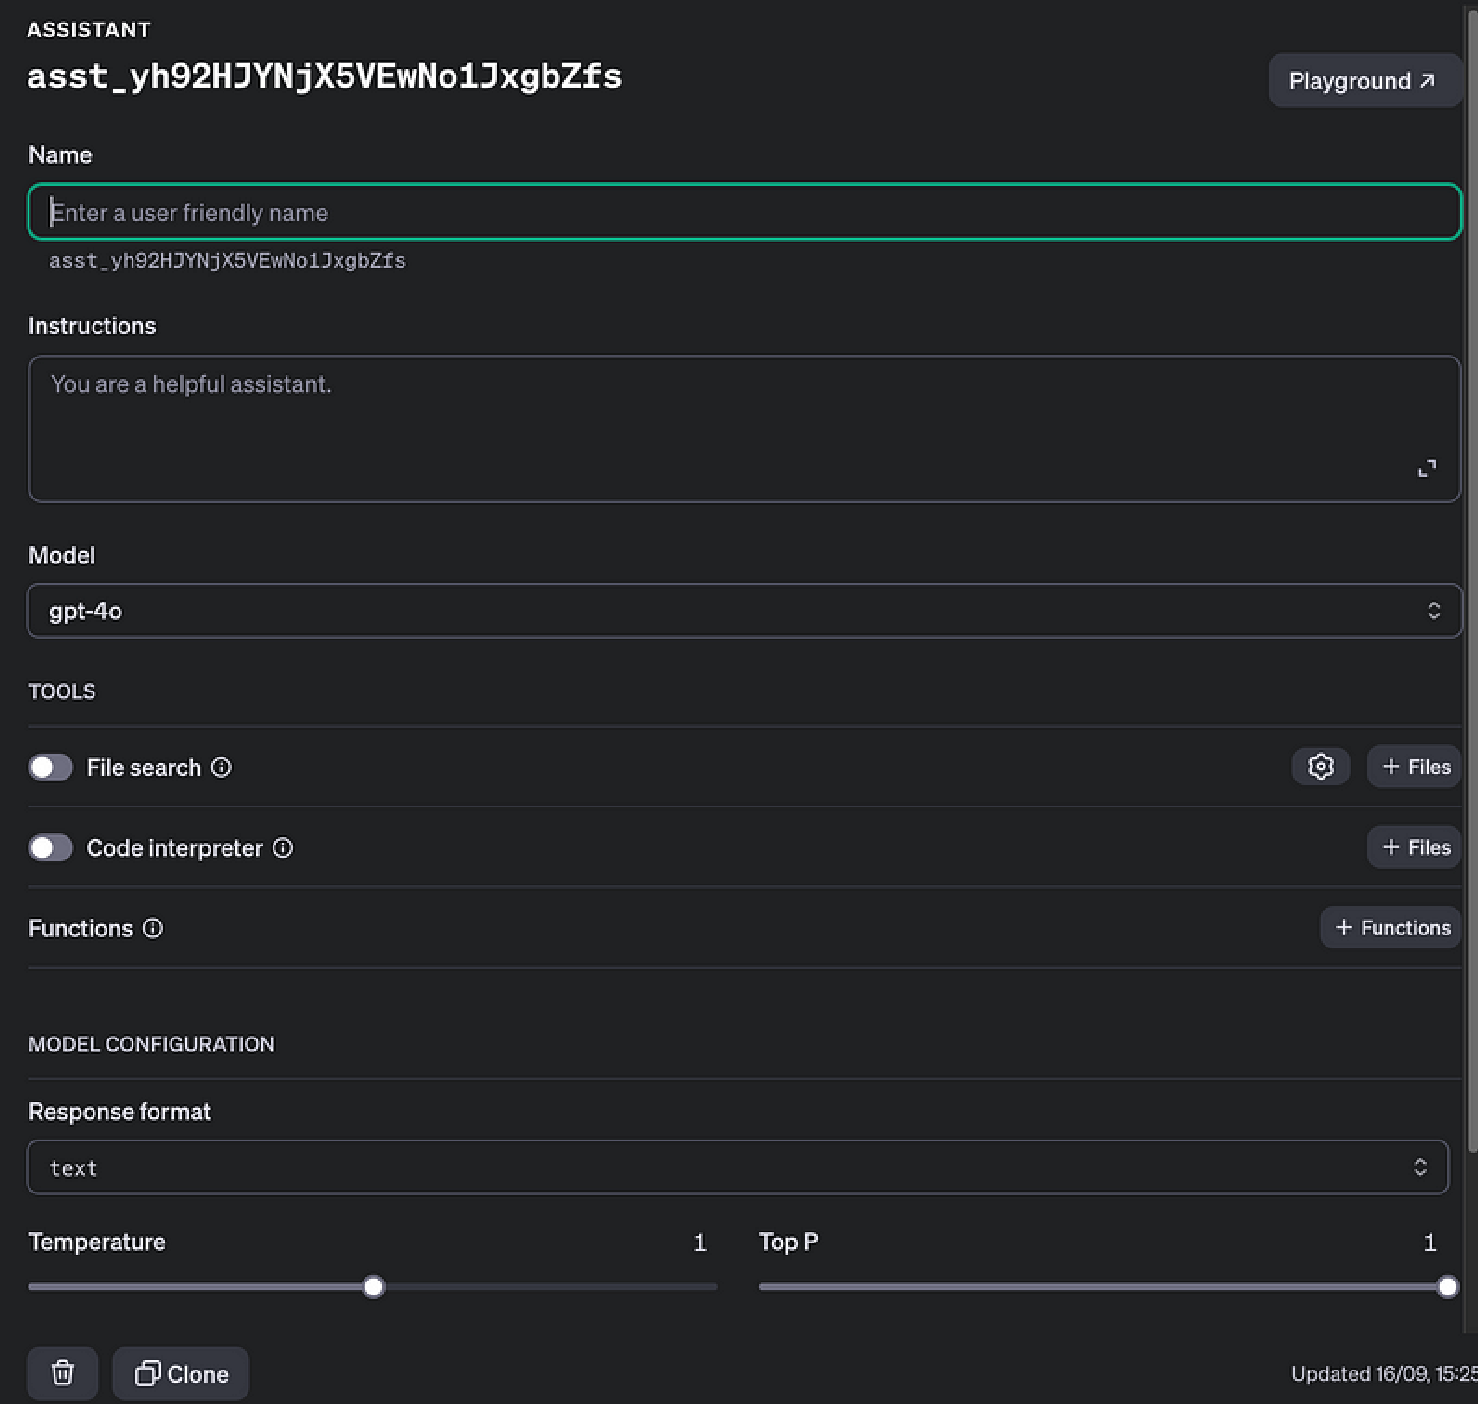 ASSISTANT
asst_yh92HJYNjX5VEwNo1JxgbZfs
Playground
Name
Enter a user friendly name
asst_yh92HJYNjX5VEwNo1JxgbZfs
Instructions
You are a helpful assistant.
Model
gpt-4o
TOOLS
File search
+ Files
Code interpreter
+ Files
Functions
+ Functions
MODEL CONFIGURATION
Response format
text
Temperature 1
Top P 1
Clone
Updated 16/09, 15:25